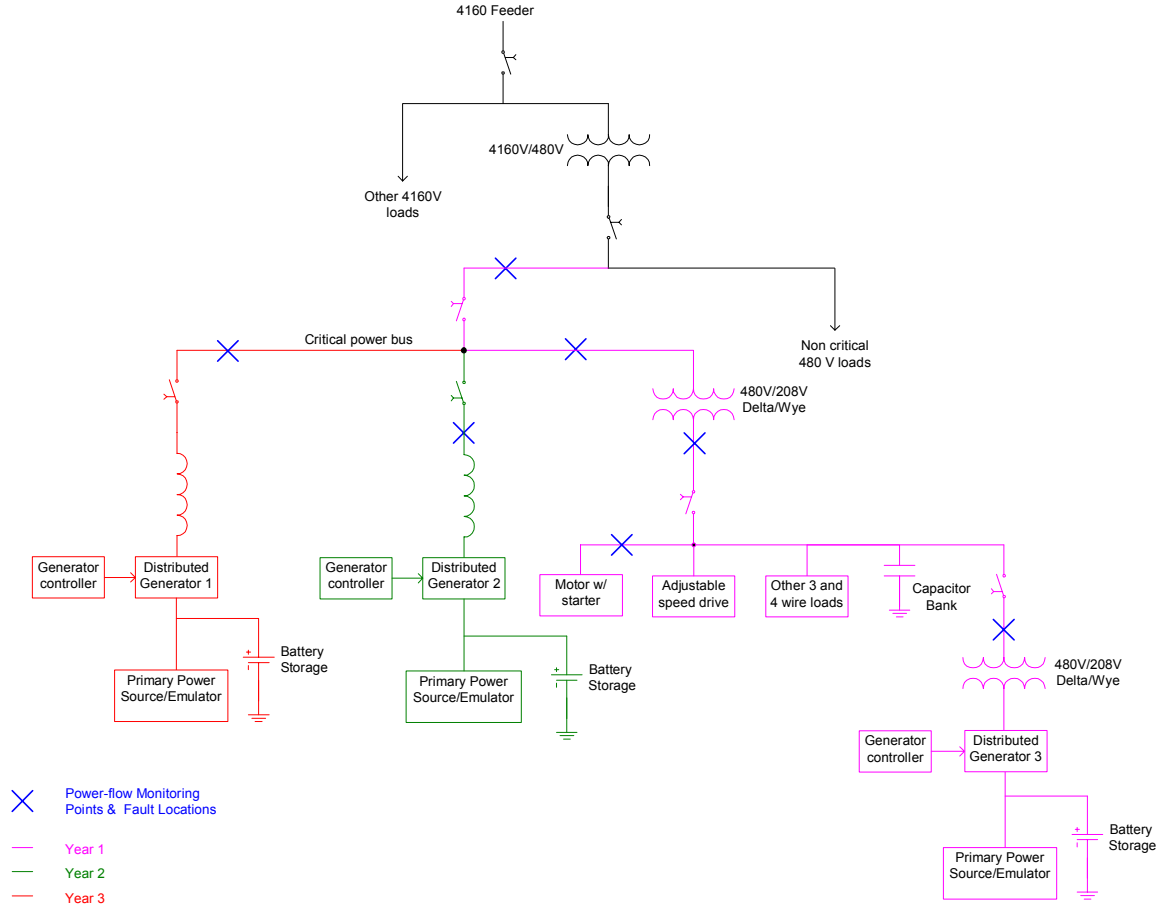 4160 Feeder
4160V/480V
Other 4160V
loads
Non critical
480 V loads
Critical power bus
480V/208V
Delta/Wye
Generator
controller
Distributed
Generator 1
Generator
controller
Distributed
Generator 2
Motor w/
starter
Adjustable
speed drive
Other 3 and
4 wire loads
Capacitor
Bank
+
-
Battery
Storage
Primary Power
Source/Emulator
+
-
Battery
Storage
Primary Power
Source/Emulator
480V/208V
Delta/Wye
Generator
controller
Distributed
Generator 3
+
-
Battery
Storage
Primary Power
Source/Emulator
Power-flow Monitoring
Points & Fault Locations
Year 1
Year 2
Year 3